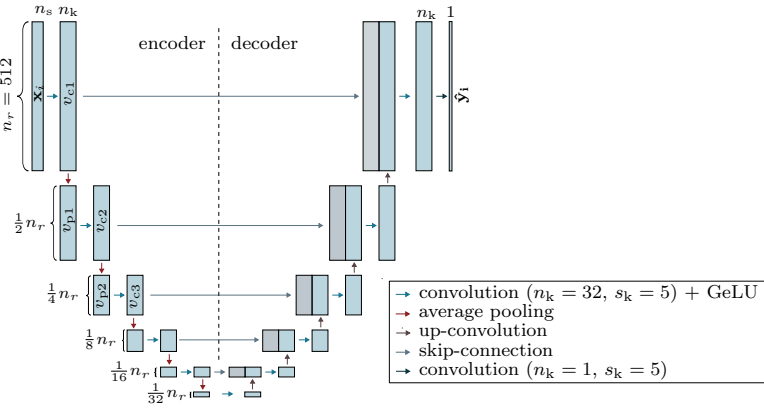 n_s n_k
n_k 1
encoder decoder
n_r = 512
x_i
v_c1
ŷ_i
1/2 n_r
v_p1
v_c2
1/4 n_r
v_p2
v_c3
1/8 n_r
1/16 n_r
1/32 n_r
convolution (n_k = 32, s_k = 5) + GeLU
average pooling
up-convolution
skip-connection
convolution (n_k = 1, s_k = 5)